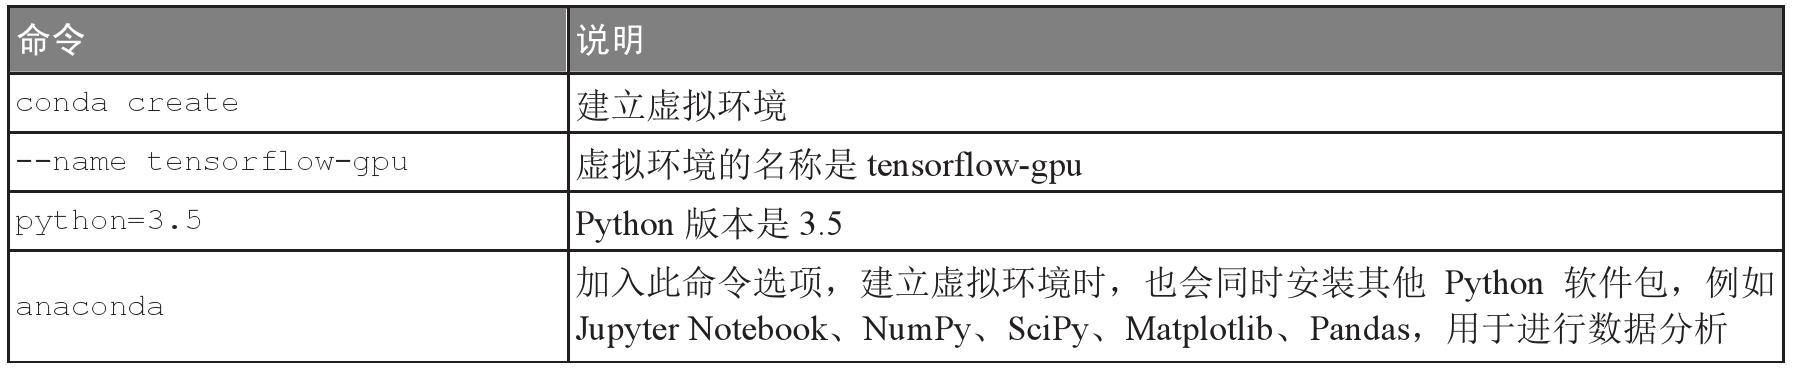 命令
说明
conda create
建立虚拟环境
--name tensorflow-gpu
虚拟环境的名称是 tensorflow-gpu
python=3.5
Python 版本是 3.5
anaconda
加入此命令选项，建立虚拟环境时，也会同时安装其他 Python 软件包，例如
Jupyter Notebook、NumPy、SciPy、Matplotlib、Pandas，用于进行数据分析